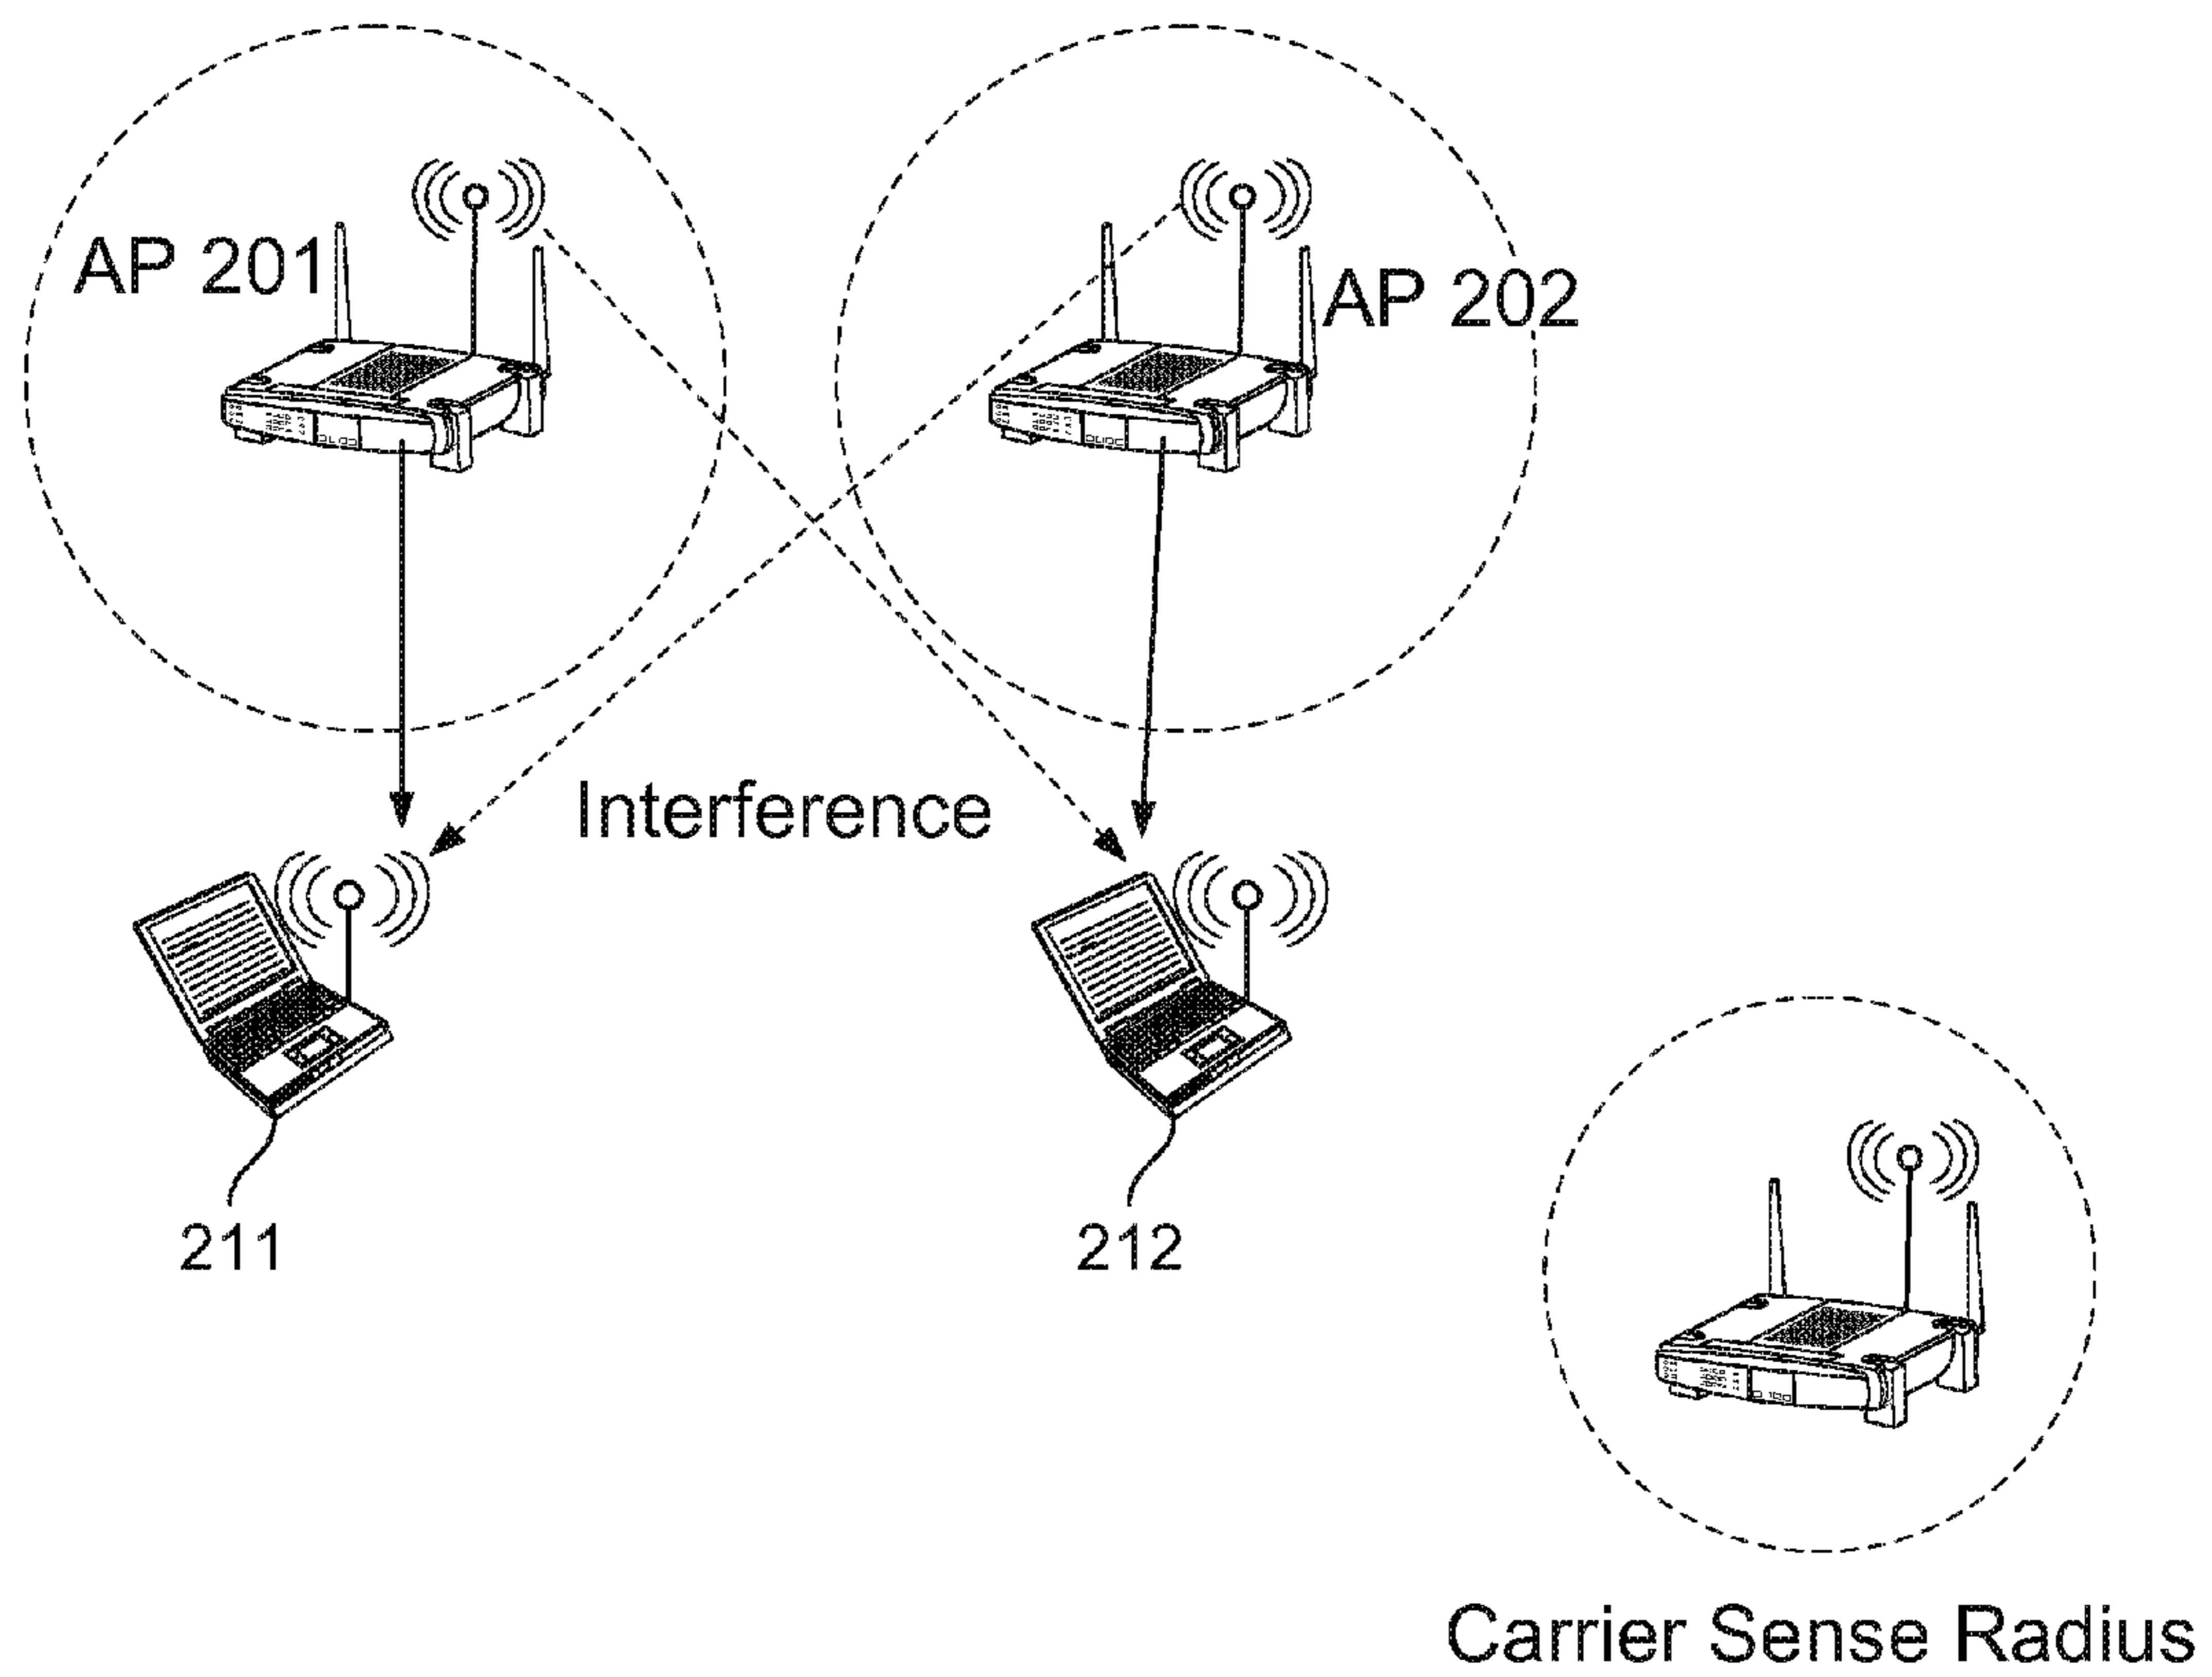 AP 201
AP 202
Interference
211
212
Carrier Sense Radius